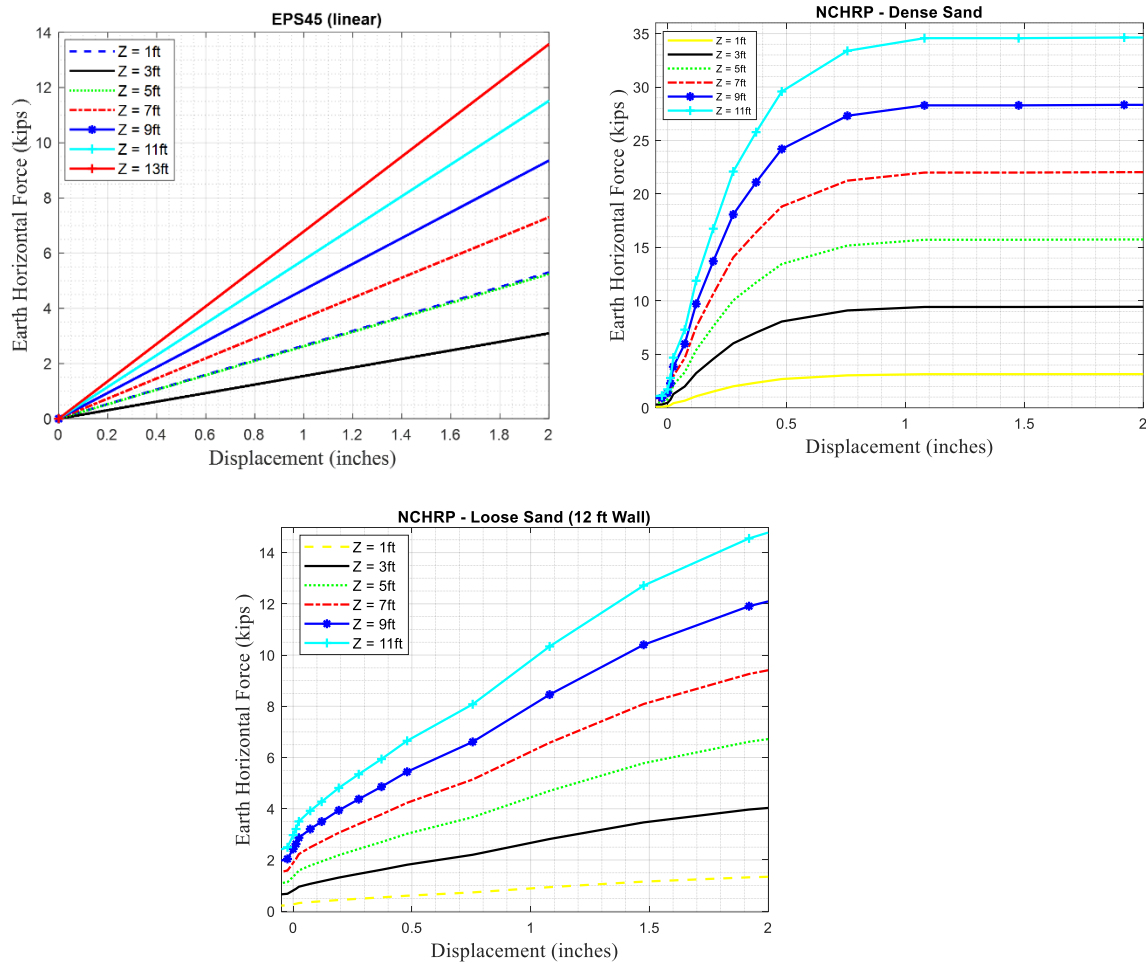 EPS45 (linear)
Z = 1ft
Z = 3ft
Z = 5ft
Z = 7ft
Z = 9ft
Z = 11ft
Z = 13ft
14
12
10
8
6
4
2
0
Earth Horizontal Force (kips )
0 0.2 0.4 0.6 0.8 1 1.2 1.4 1.6 1.8 2
Displacement (inches)
NCHRP - Dense Sand
Z = 1ft
Z = 3ft
Z = 5ft
Z = 7ft
Z = 9ft
Z = 11ft
35
30
25
20
15
10
5
0
Earth Horizontal Force (kips )
0 0.5 1 1.5 2
Displacement (inches)
NCHRP - Loose Sand (12 ft Wall)
Z = 1ft
Z = 3ft
Z = 5ft
Z = 7ft
Z = 9ft
Z = 11ft
14
12
10
8
6
4
2
0
Earth Horizontal Force (kips )
0 0.5 1 1.5 2
Displacement (inches)